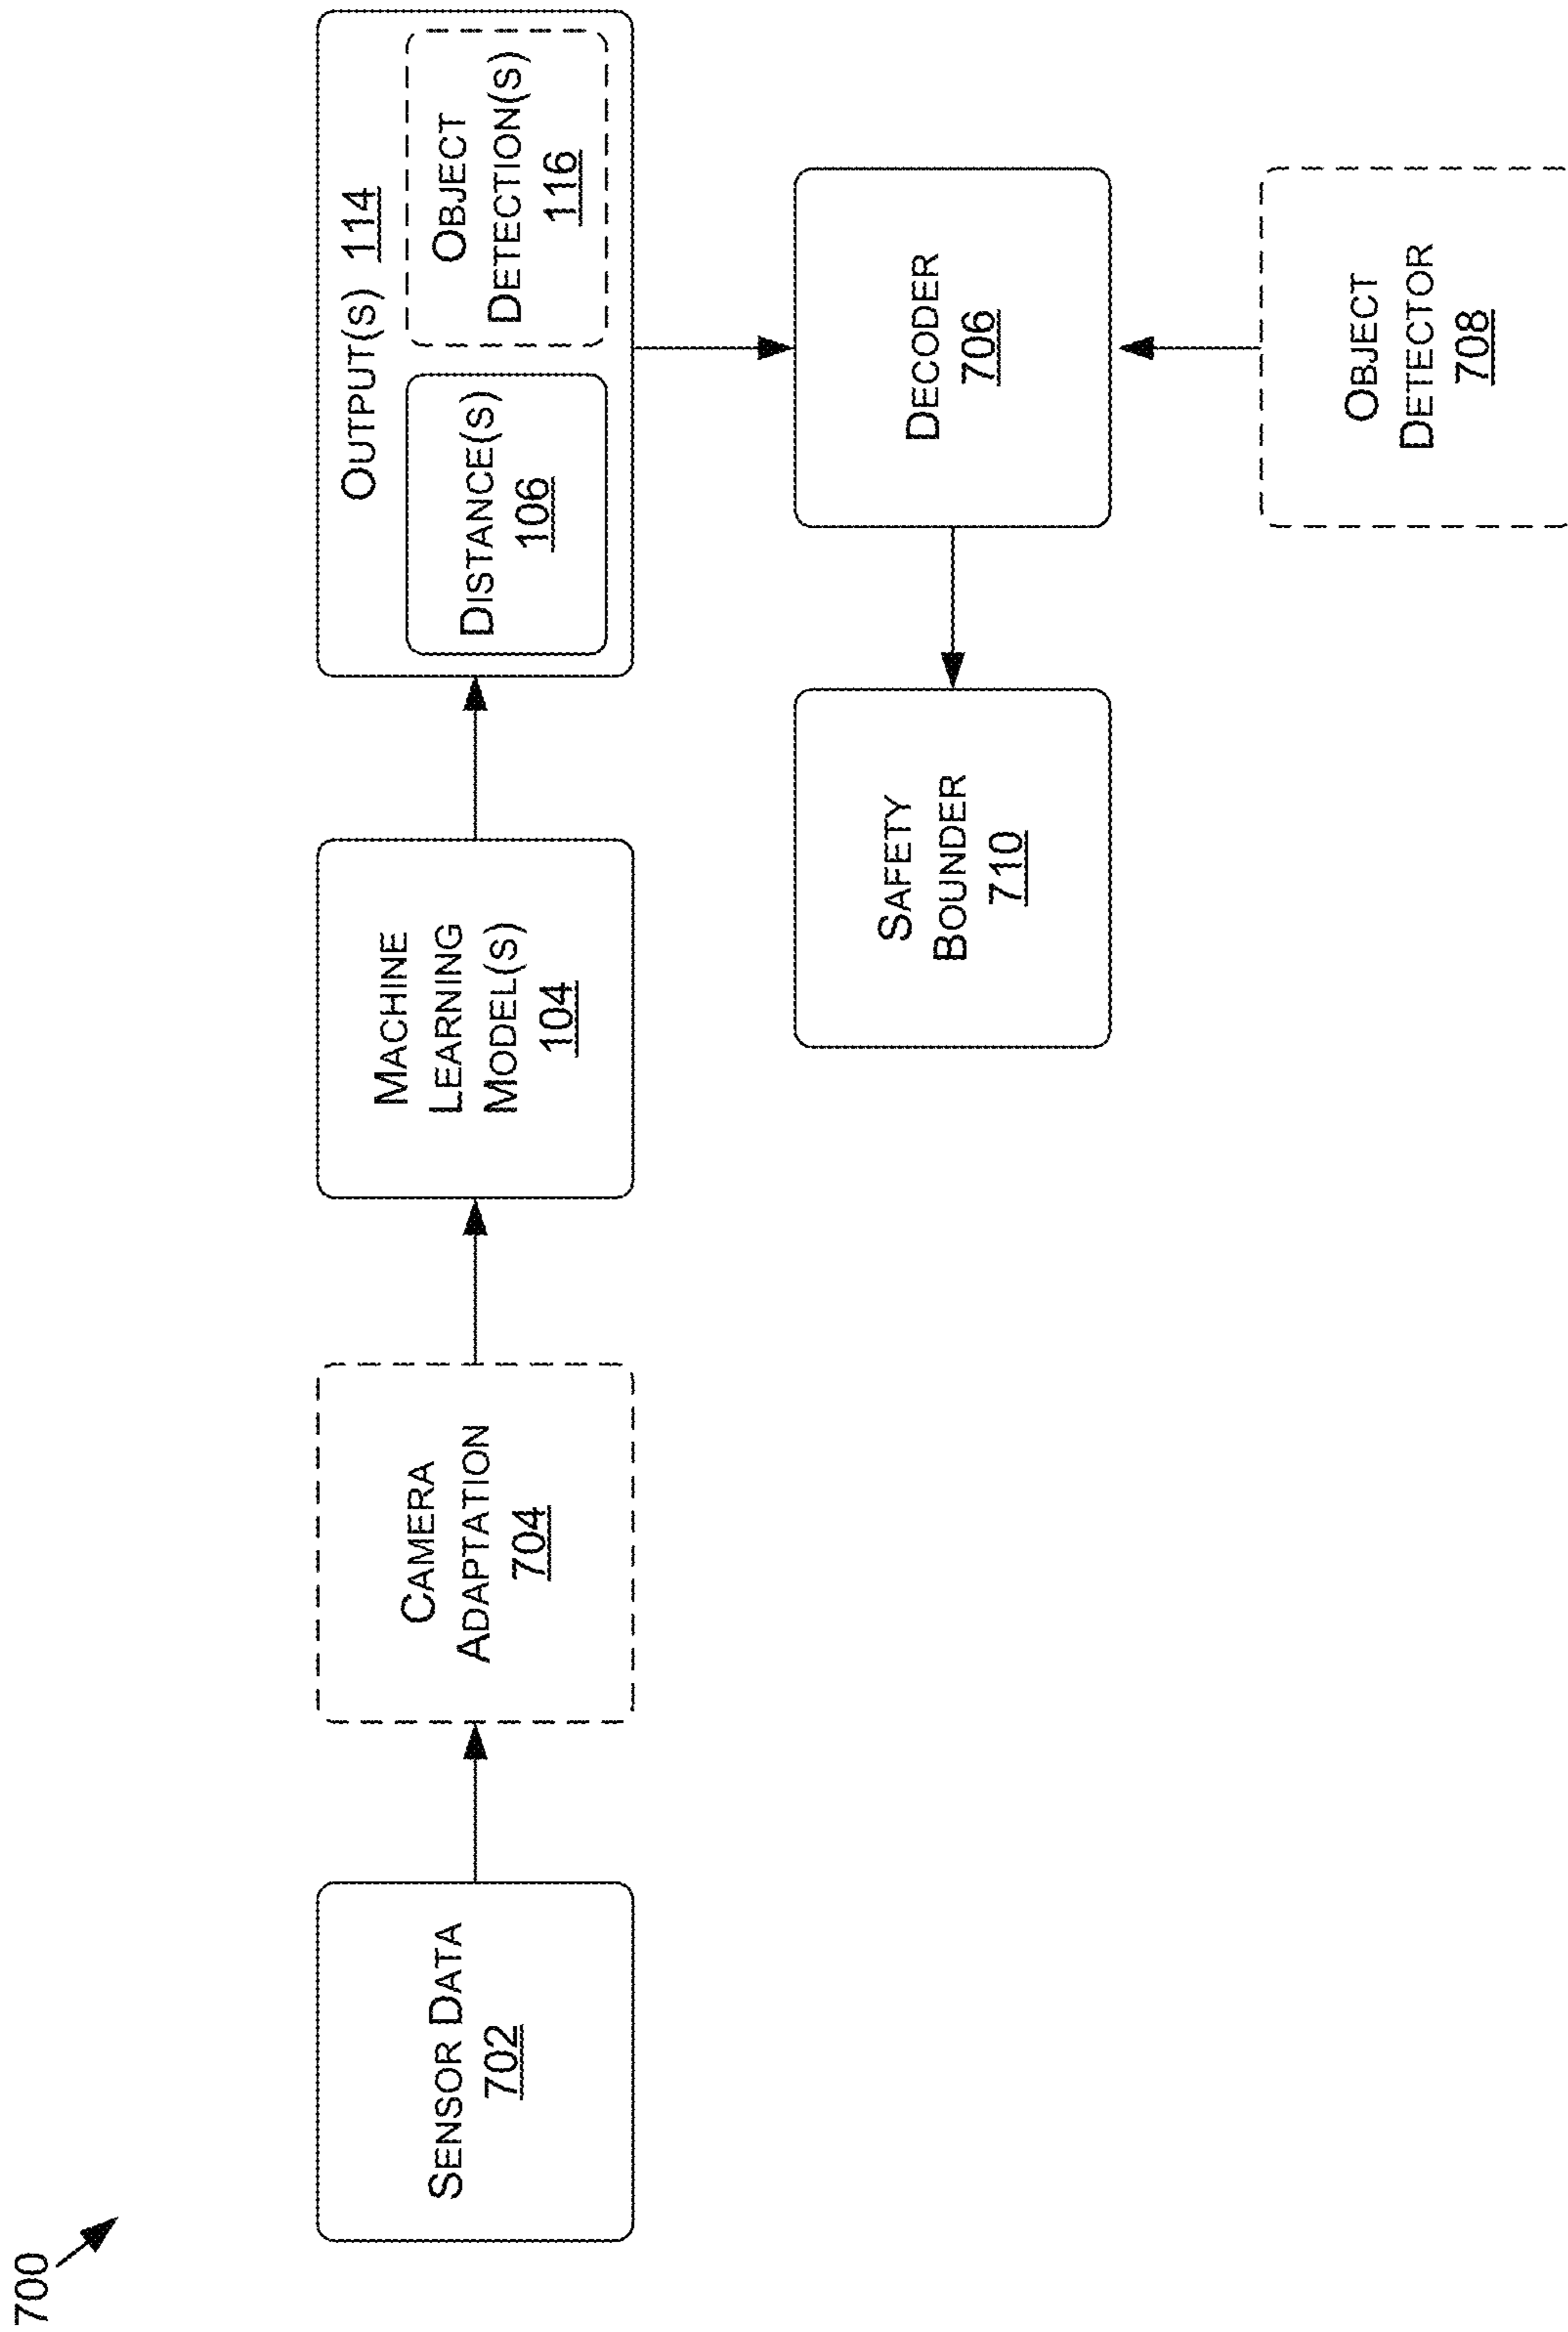 700
SENSOR DATA
702
CAMERA
ADAPTATION
704
MACHINE
LEARNING
MODEL(S)
104
OUTPUT(S) 114
DISTANCE(S)
106
OBJECT
DETECTION(S)
116
DECODER
706
SAFETY
BOUNDER
710
OBJECT
DETECTOR
708